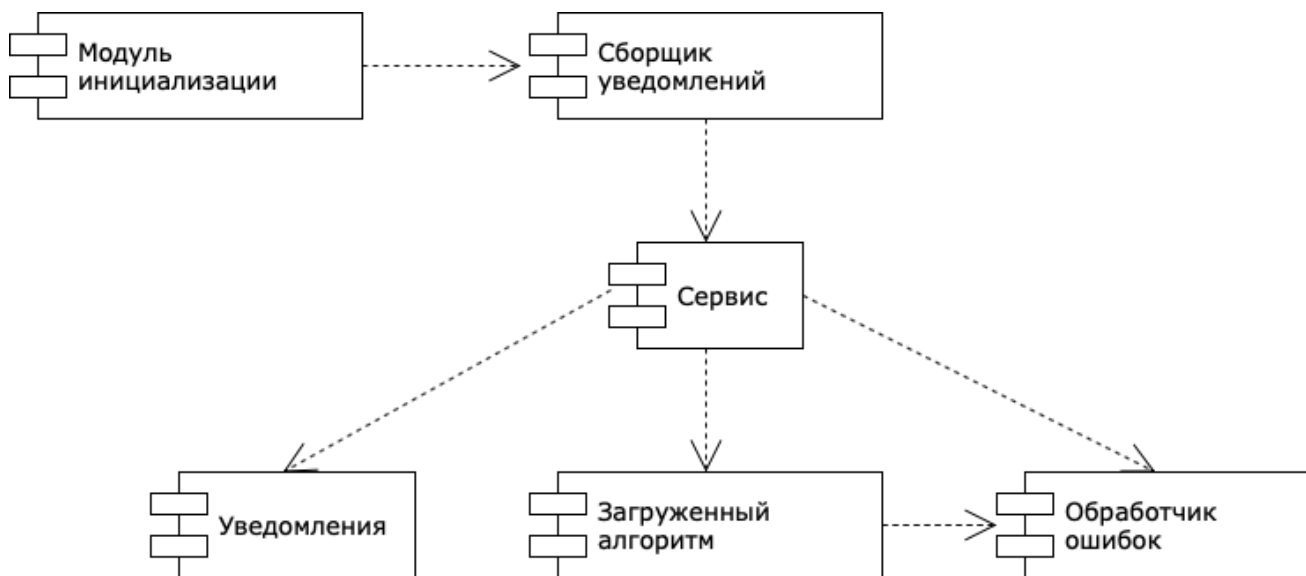 Модуль
инициализации
Сборщик
уведомлений
Сервис
Уведомления
Загруженный
алгоритм
Обработчик
ошибок